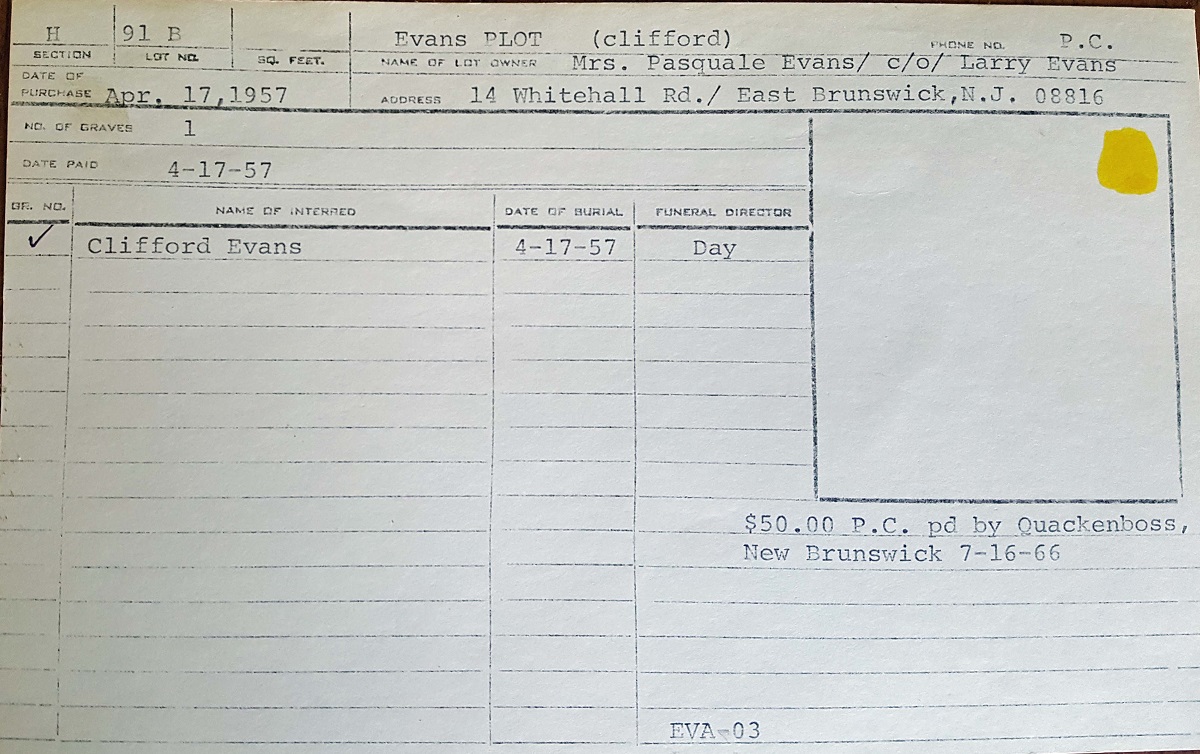 H 91 B Evans PLOT (clifford) PHONE NO. P.C.
SECTION LOT NO. SQ. FEET. NAME OF LOT OWNER Mrs. Pasquale Evans/ c/o/ Larry Evans
DATE OF
PURCHASE Apr. 17,1957 ADDRESS 14 Whitehall Rd./ East Brunswick,N.J. 08816
NO. OF GRAVES 1
DATE PAID 4-17-57
GR. NO. NAME OF INTERRED DATE OF BURIAL FUNERAL DIRECTOR
✓ Clifford Evans 4-17-57 Day
$50.00 P.C. pd by Quackenboss,
New Brunswick 7-16-66
EVA-03